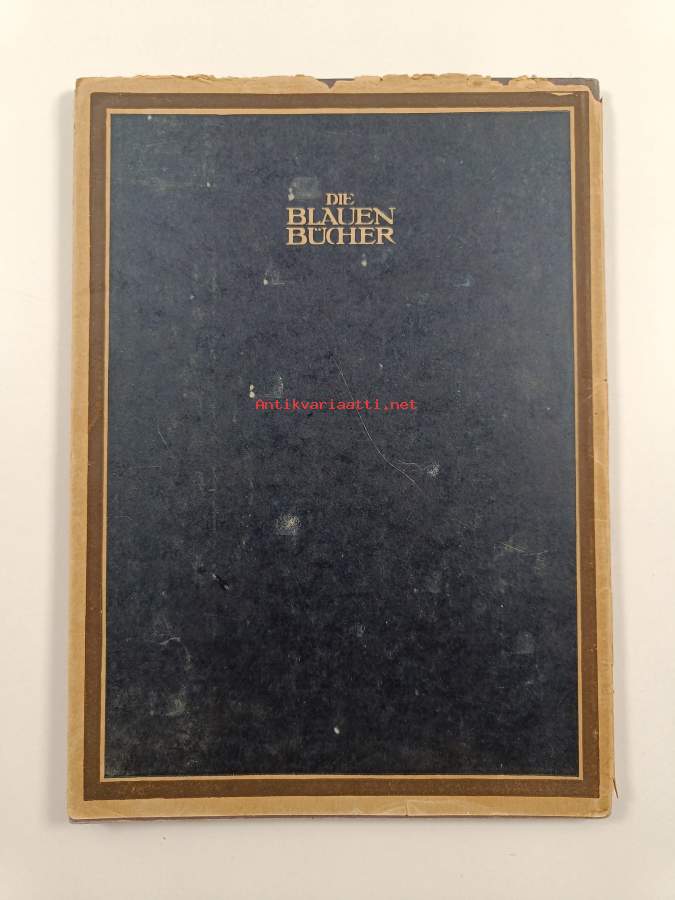 DIE
BLAUEN
BÜCHER
Antikvariaatti.net